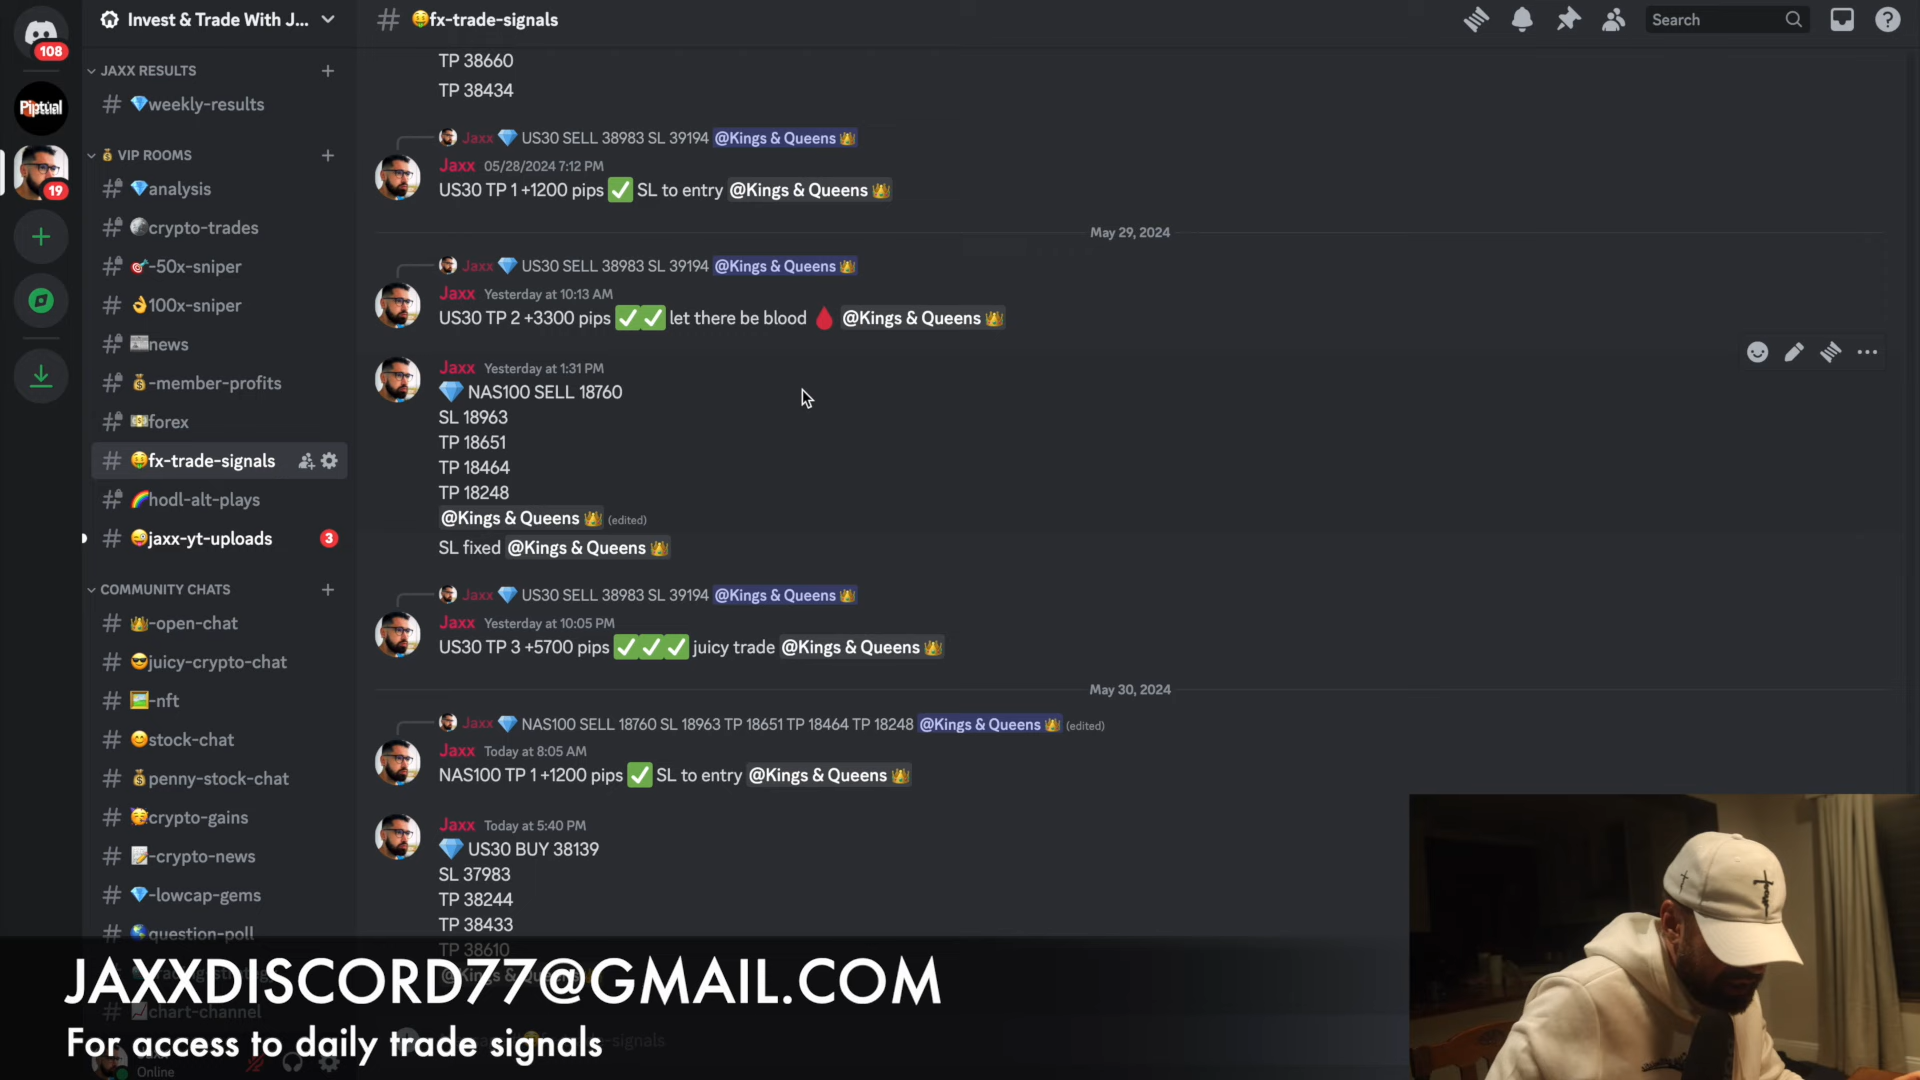 108
Piptual
19
Invest & Trade With J...
JAXX RESULTS
weekly-results
VIP ROOMS
analysis
crypto-trades
-50x-sniper
100x-sniper
news
-member-profits
forex
fx-trade-signals
hodl-alt-plays
jaxx-yt-uploads
3
COMMUNITY CHATS
-open-chat
juicy-crypto-chat
-nft
stock-chat
penny-stock-chat
crypto-gains
-crypto-news
-lowcap-gems
question-poll
chart-channel
Online
# fx-trade-signals
Search
TP 38660
TP 38434
Jaxx US30 SELL 38983 SL 39194 @Kings & Queens
Jaxx 05/28/2024 7:12 PM
US30 TP 1 +1200 pips ✅ SL to entry @Kings & Queens
May 29, 2024
Jaxx US30 SELL 38983 SL 39194 @Kings & Queens
Jaxx Yesterday at 10:13 AM
US30 TP 2 +3300 pips ✅✅ let there be blood 🩸 @Kings & Queens
Jaxx Yesterday at 1:31 PM
NAS100 SELL 18760
SL 18963
TP 18651
TP 18464
TP 18248
@Kings & Queens (edited)
SL fixed @Kings & Queens
Jaxx US30 SELL 38983 SL 39194 @Kings & Queens
Jaxx Yesterday at 10:05 PM
US30 TP 3 +5700 pips ✅✅✅ juicy trade @Kings & Queens
May 30, 2024
Jaxx NAS100 SELL 18760 SL 18963 TP 18651 TP 18464 TP 18248 @Kings & Queens (edited)
Jaxx Today at 8:05 AM
NAS100 TP 1 +1200 pips ✅ SL to entry @Kings & Queens
Jaxx Today at 5:40 PM
US30 BUY 38139
SL 37983
TP 38244
TP 38433
TP 38610
JAXXDISCORD77@GMAIL.COM
For access to daily trade signals